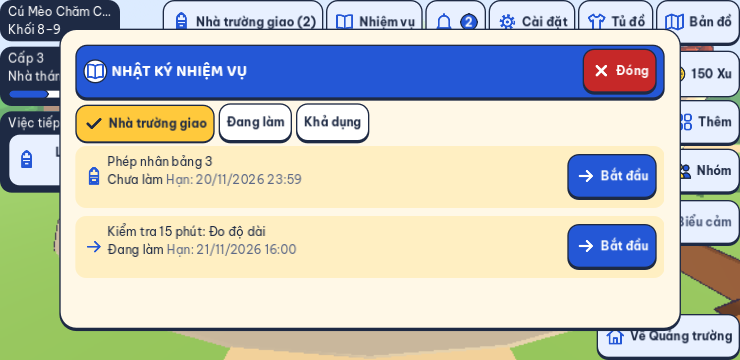 Cú Mèo Chăm C...
Khối 8-9
Nhà trường giao (2)
Nhiệm vụ
2
Cài đặt
Tủ đồ
Bản đồ
Cấp 3
Nhà thám
150 Xu
Việc tiếp
Thêm
Nhóm
Biểu cảm
Về Quảng trường
NHẬT KÝ NHIỆM VỤ
Đóng
Nhà trường giao
Đang làm
Khả dụng
Phép nhân bảng 3
Chưa làm Hạn: 20/11/2026 23:59
Bắt đầu
Kiểm tra 15 phút: Đo độ dài
Đang làm Hạn: 21/11/2026 16:00
Bắt đầu